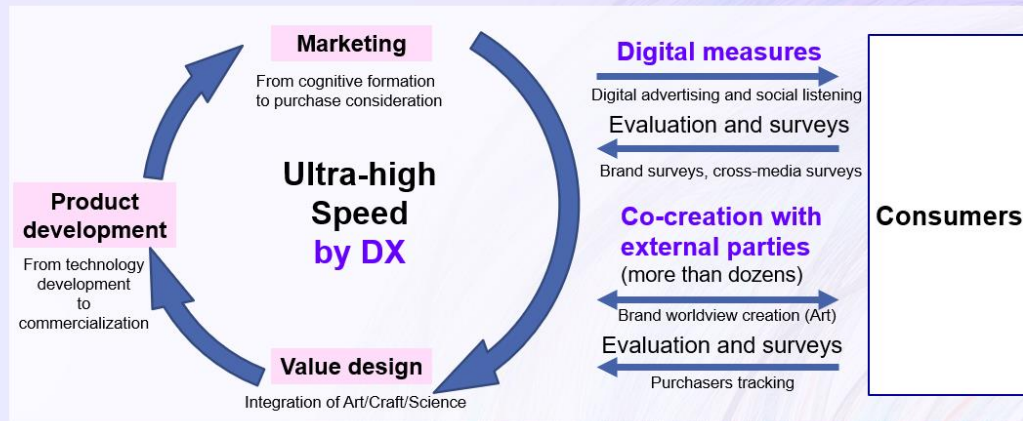 Marketing
From cognitive formation
to purchase consideration
Ultra-high
Speed
by DX
Product
development
From technology
development
to
commercialization
Value design
Integration of Art/Craft/Science
Digital measures
Digital advertising and social listening
Evaluation and surveys
Brand surveys, cross-media surveys
Co-creation with
external parties
(more than dozens)
Brand worldview creation (Art)
Evaluation and surveys
Purchasers tracking
Consumers